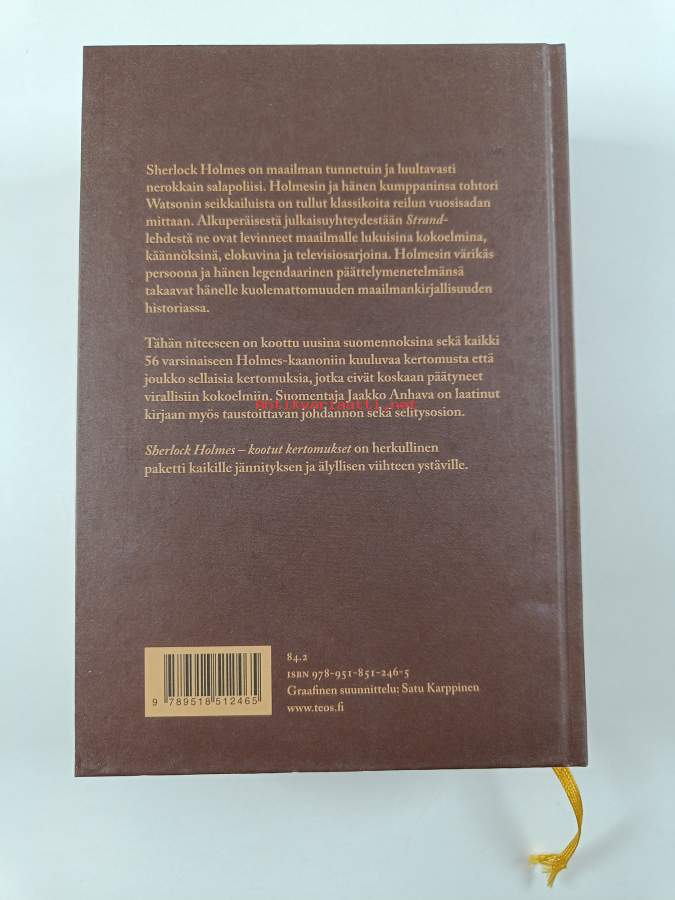 Sherlock Holmes on maailman tunnetuin ja luultavasti
nerokkain salapoliisi. Holmesin ja hänen kumppaninsa tohtori
Watsonin seikkailuista on tullut klassikoita reilun vuosisadan
mittaan. Alkuperäisestä julkaisuyhteydestään Strand-
lehdestä ne ovat levinneet maailmalle lukuisina kokoelmina,
käännöksinä, elokuvina ja televisiosarjoina. Holmesin värikäs
persoona ja hänen legendaarinen päättelymenetelmänsä
takaavat hänelle kuolemattomuuden maailmankirjallisuuden
historiassa.
Tähän niteeseen on koottu uusina suomennoksina sekä kaikki
56 varsinaiseen Holmes-kaanoniin kuuluvaa kertomusta että
joukko sellaisia kertomuksia, jotka eivät koskaan päätyneet
virallisiin kokoelmiin. Suomentaja Jaakko Anhava on laatinut
Antikvariaatti.net
kirjaan myös taustoittavan johdannon sekä selitysosion.
Sherlock Holmes – kootut kertomukset on herkullinen
paketti kaikille jännityksen ja älyllisen viihteen ystäville.
84.2
ISBN 978-951-851-246-5
Graafinen suunnittelu: Satu Karppinen
www.teos.fi
9 789518 512465